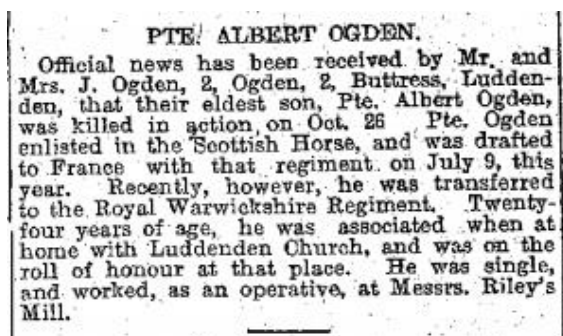 PTE. ALBERT OGDEN.
Official news has been received by Mr. and
Mrs. J. Ogden, 2, Ogden, 2, Buttress, Ludden-
den, that their eldest son, Pte. Albert Ogden,
was killed in action on Oct. 26 Pte. Ogden
enlisted in the Scottish Horse, and was drafted
to France with that regiment on July 9, this
year. Recently, however, he was transferred
to the Royal Warwickshire Regiment. Twenty-
four years of age, he was associated when at
home with Luddenden Church, and was on the
roll of honour at that place. He was single,
and worked, as an operative, at Messrs. Riley's
Mill.